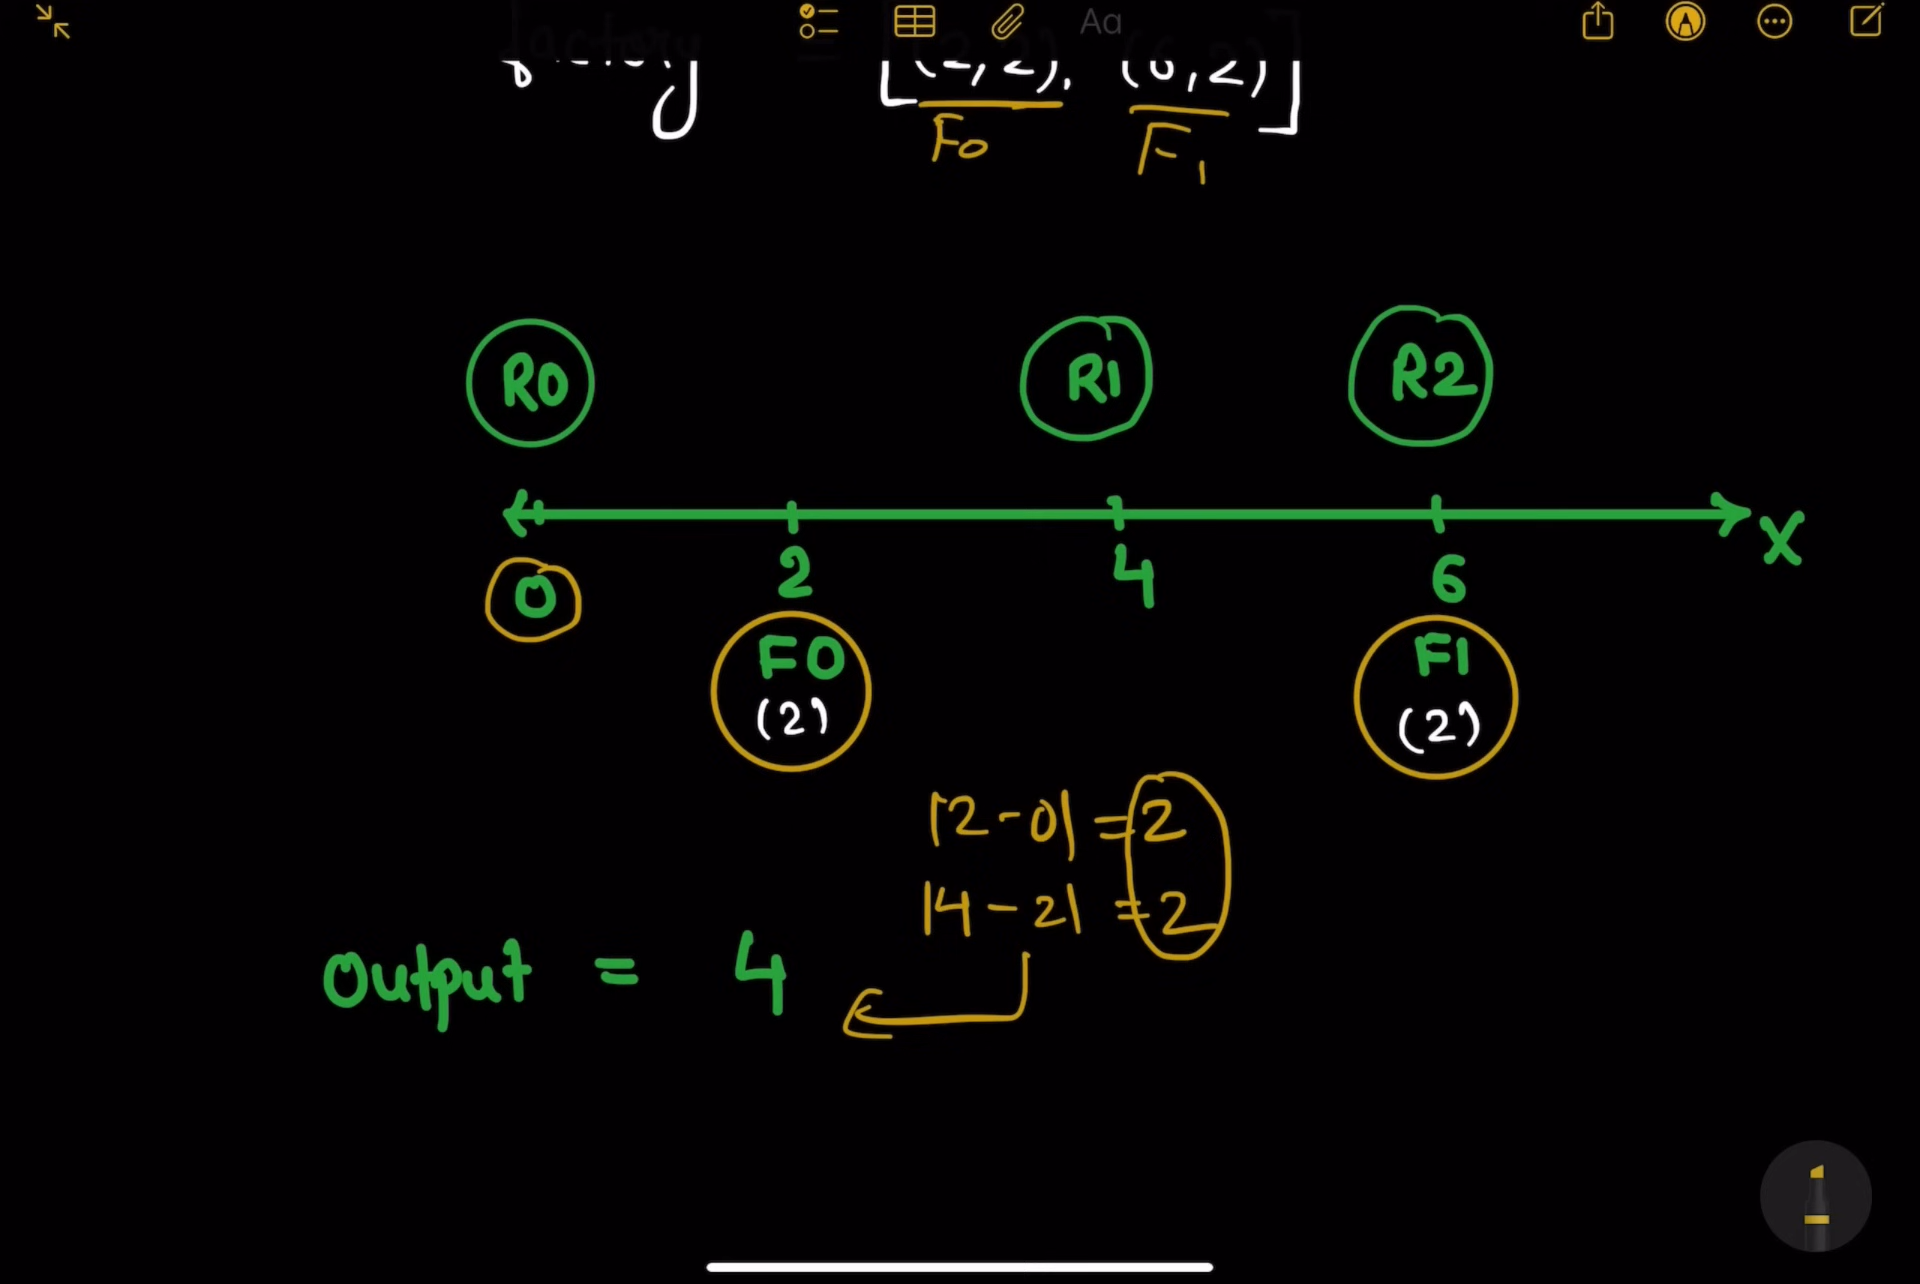 Aa
factory = [(2,2), (6,2)]
F0 F1
R0 R1 R2
X
0 2 4 6
F0 F1
(2) (2)
|2-0| = 2
|4-2| = 2
Output = 4